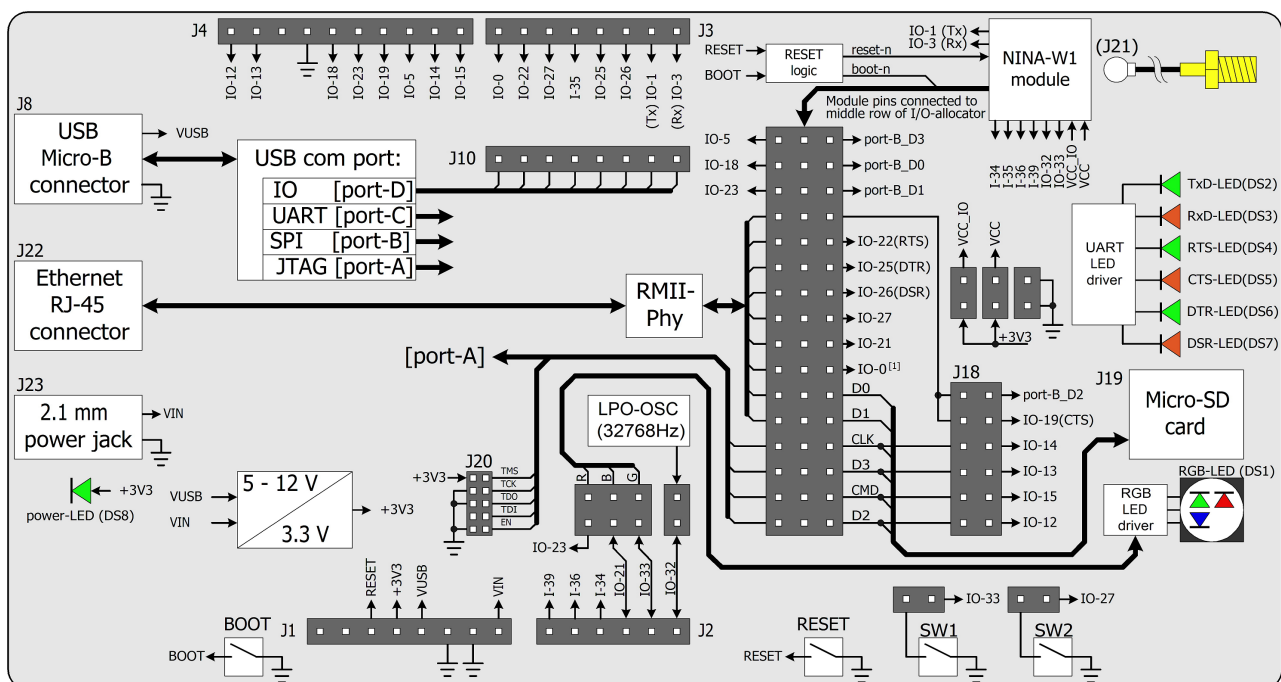 J4
IO-12
IO-13
IO-18
IO-23
IO-19
IO-5
IO-14
IO-15
J3
IO-0
IO-22
IO-27
I-35
IO-25
IO-26
(Tx) IO-1
(Rx) IO-3
RESET
BOOT
RESET
logic
reset-n
boot-n
IO-1 (Tx)
IO-3 (Rx)
NINA-W1
module
(J21)
Module pins connected to
middle row of I/O-allocator
I-34
I-35
I-36
I-39
IO-32
IO-33
VCC_IO
VCC
J8
USB
Micro-B
connector
VUSB
USB com port:
IO [port-D]
UART [port-C]
SPI [port-B]
JTAG [port-A]
J10
IO-5
IO-18
IO-23
port-B_D3
port-B_D0
port-B_D1
IO-22(RTS)
IO-25(DTR)
IO-26(DSR)
IO-27
IO-21
IO-0[1]
D0
D1
CLK
D3
CMD
D2
VCC_IO
VCC
+3V3
UART
LED
driver
TxD-LED(DS2)
RxD-LED(DS3)
RTS-LED(DS4)
CTS-LED(DS5)
DTR-LED(DS6)
DSR-LED(DS7)
J22
Ethernet
RJ-45
connector
RMII-
Phy
[port-A]
J18
port-B_D2
IO-19(CTS)
IO-14
IO-13
IO-15
IO-12
J19
Micro-SD
card
RGB-LED (DS1)
RGB
LED
driver
J23
2.1 mm
power jack
VIN
+3V3
power-LED (DS8)
VUSB
VIN
5 - 12 V
3.3 V
+3V3
J20
+3V3
TMS
TCK
TDO
TDI
EN
LPO-OSC
(32768Hz)
R
B
G
IO-23
IO-21
IO-33
IO-32
I-39
I-36
I-34
J2
RESET
+3V3
VUSB
VIN
J1
BOOT
BOOT
RESET
RESET
IO-33
SW1
IO-27
SW2